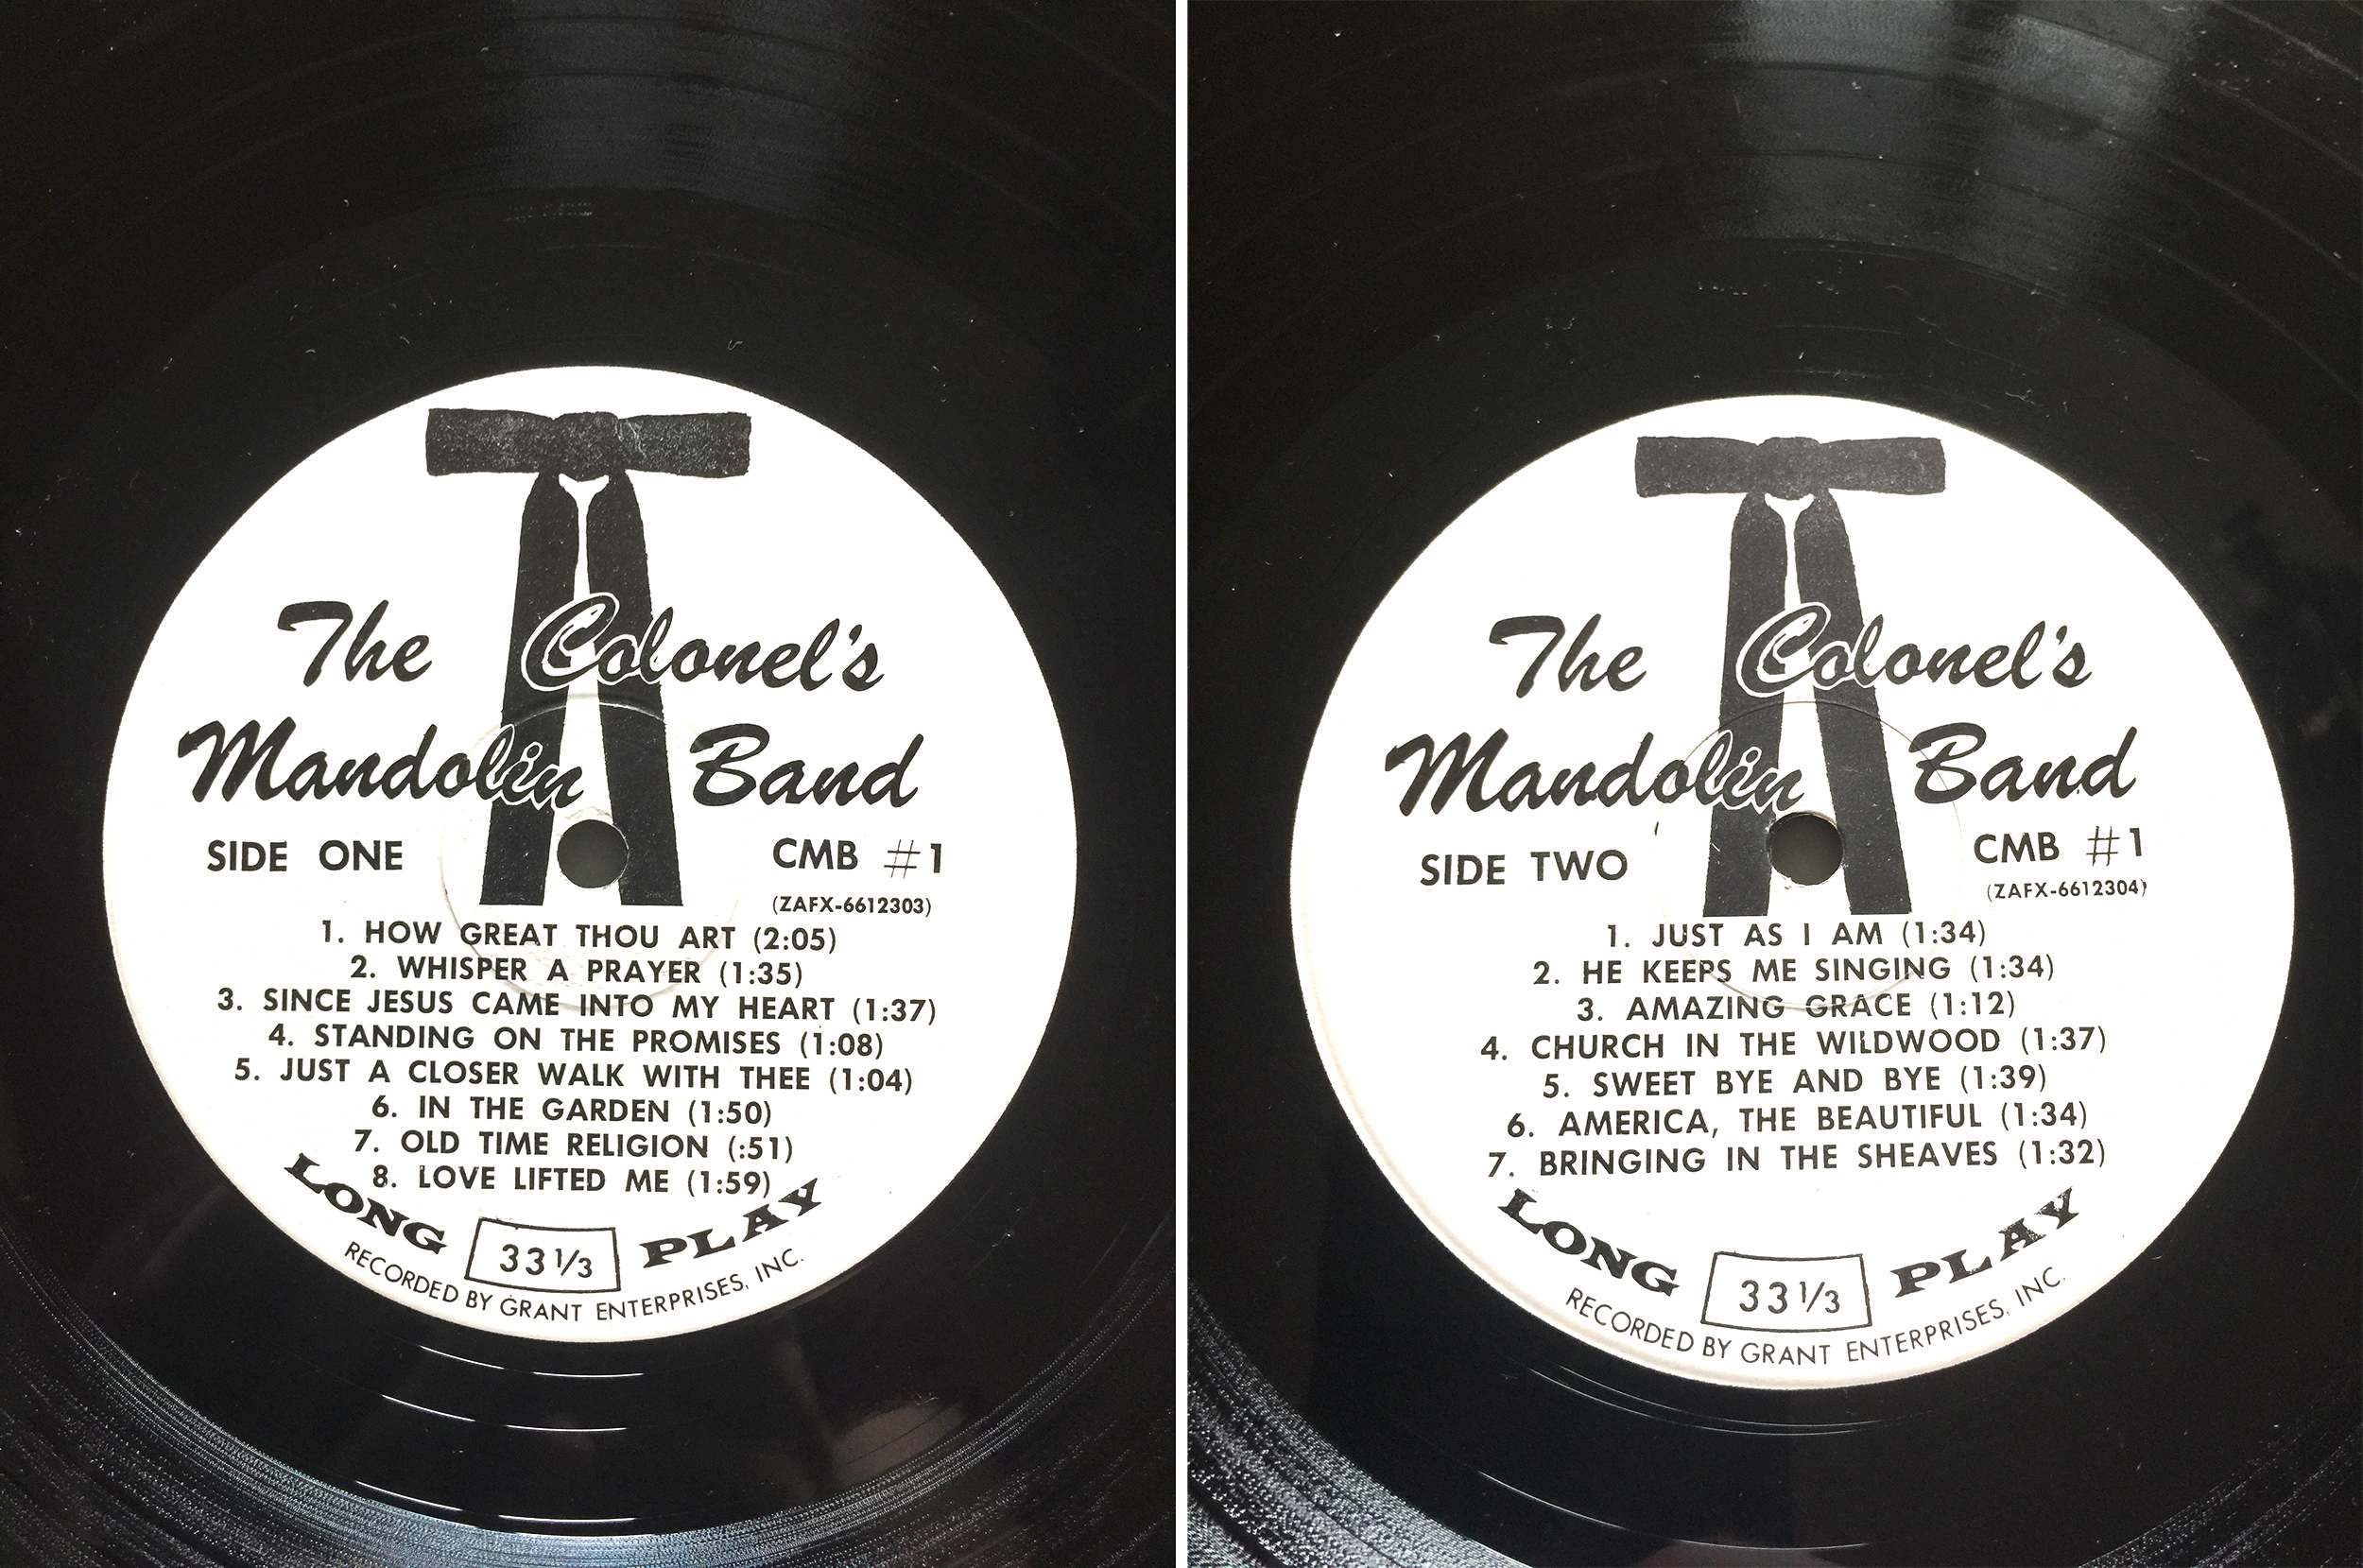 The Colonel's
Mandolin Band
SIDE ONE
CMB #1
(ZAFX-6612303)
1. HOW GREAT THOU ART (2:05)
2. WHISPER A PRAYER (1:35)
3. SINCE JESUS CAME INTO MY HEART (1:37)
4. STANDING ON THE PROMISES (1:08)
5. JUST A CLOSER WALK WITH THEE (1:04)
6. IN THE GARDEN (1:50)
7. OLD TIME RELIGION (:51)
8. LOVE LIFTED ME (1:59)
LONG 33 1/3 PLAY
RECORDED BY GRANT ENTERPRISES, INC.
The Colonel's
Mandolin Band
SIDE TWO
CMB #1
(ZAFX-6612304)
1. JUST AS I AM (1:34)
2. HE KEEPS ME SINGING (1:34)
3. AMAZING GRACE (1:12)
4. CHURCH IN THE WILDWOOD (1:37)
5. SWEET BYE AND BYE (1:39)
6. AMERICA, THE BEAUTIFUL (1:34)
7. BRINGING IN THE SHEAVES (1:32)
LONG 33 1/3 PLAY
RECORDED BY GRANT ENTERPRISES, INC.